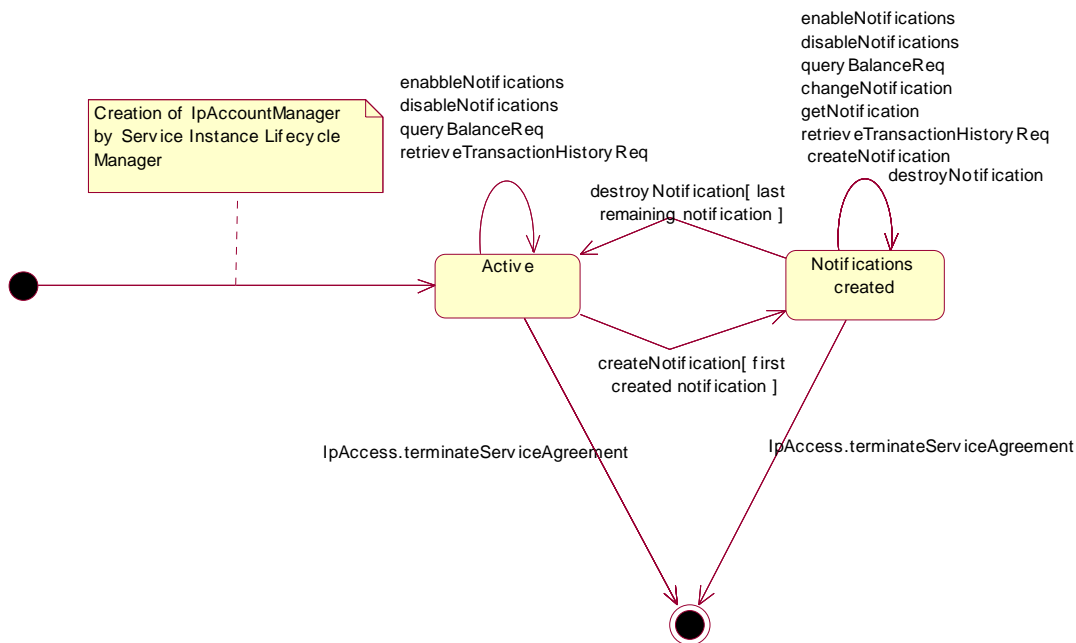 Creation of IpAccountManager
by Service Instance Lifecycle
Manager
enabbleNotifications
disableNotifications
queryBalanceReq
retrieveTransactionHistoryReq
enableNotifications
disableNotifications
queryBalanceReq
changeNotification
getNotification
retrieveTransactionHistoryReq
createNotification
destroyNotification
destroyNotification[ last
remaining notification ]
Active
Notifications
created
createNotification[ first
created notification ]
IpAccess.terminateServiceAgreement
IpAccess.terminateServiceAgreement